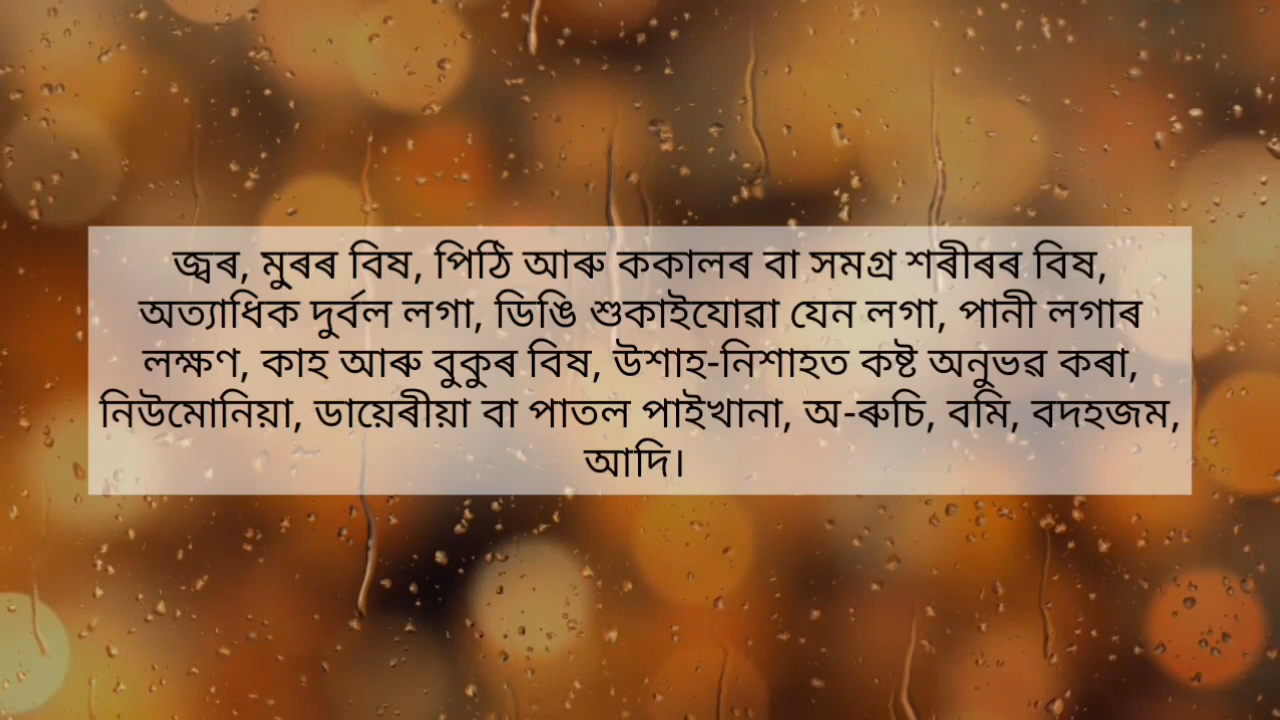 জ্বৰ, মুৰৰ বিষ, পিঠি আৰু ককালৰ বা সমগ্ৰ শৰীৰৰ বিষ,
অত্যাধিক দুৰ্বল লগা, ডিঙি শুকাইযোৱা যেন লগা, পানী লগাৰ
লক্ষণ, কাহ আৰু বুকুৰ বিষ, উশাহ-নিশাহত কষ্ট অনুভৱ কৰা,
নিউমোনিয়া, ডায়েৰীয়া বা পাতল পাইখানা, অ-ৰুচি, বমি, বদহজম,
আদি।